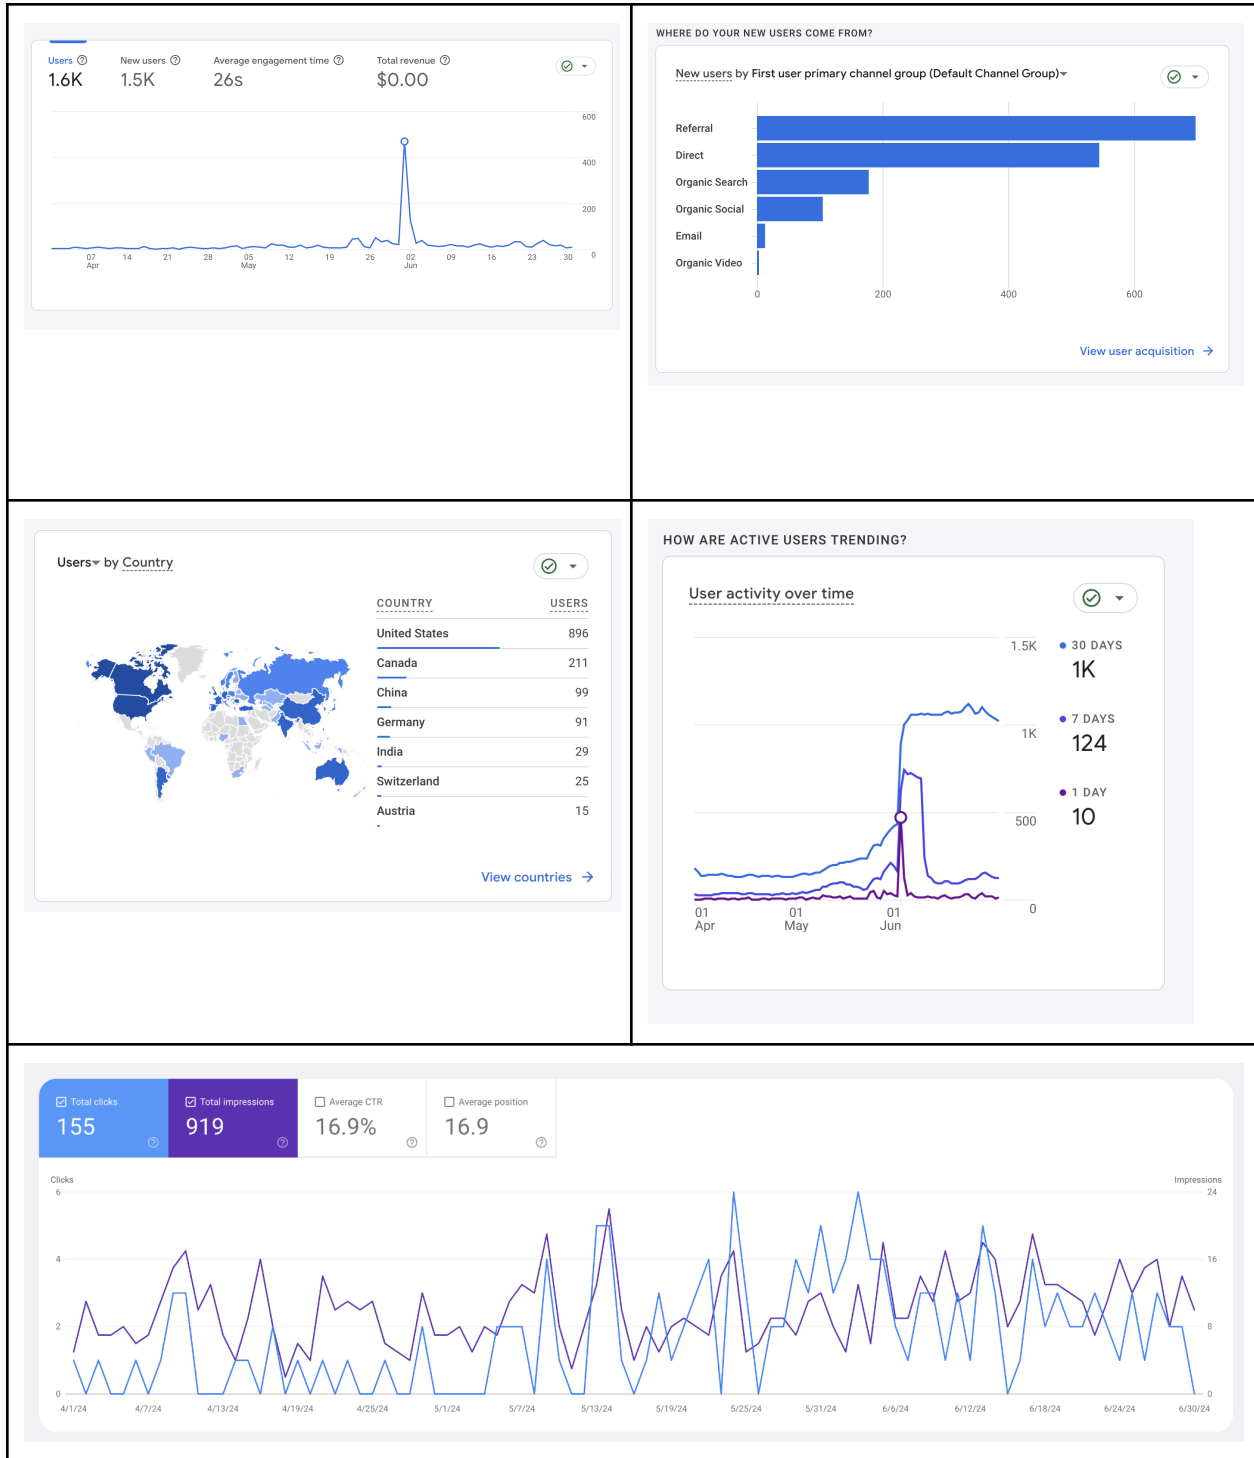 Users New users Average engagement time Total revenue
1.6K 1.5K 26s $0.00
600
400
200
0
07 14 21 28 05 12 19 26 02 09 16 23 30
Apr May Jun
WHERE DO YOUR NEW USERS COME FROM?
New users by First user primary channel group (Default Channel Group)
Referral
Direct
Organic Search
Organic Social
Email
Organic Video
0 200 400 600
View user acquisition
Users by Country
COUNTRY USERS
United States 896
Canada 211
China 99
Germany 91
India 29
Switzerland 25
Austria 15
View countries
HOW ARE ACTIVE USERS TRENDING?
User activity over time
1.5K
1K
500
0
01 01 01
Apr May Jun
30 DAYS
1K
7 DAYS
124
1 DAY
10
Total clicks Total impressions Average CTR Average position
155 919 16.9% 16.9
Clicks Impressions
6 24
4 16
2 8
0 0
4/1/24 4/7/24 4/13/24 4/19/24 4/25/24 5/1/24 5/7/24 5/13/24 5/19/24 5/25/24 5/31/24 6/6/24 6/12/24 6/18/24 6/24/24 6/30/24